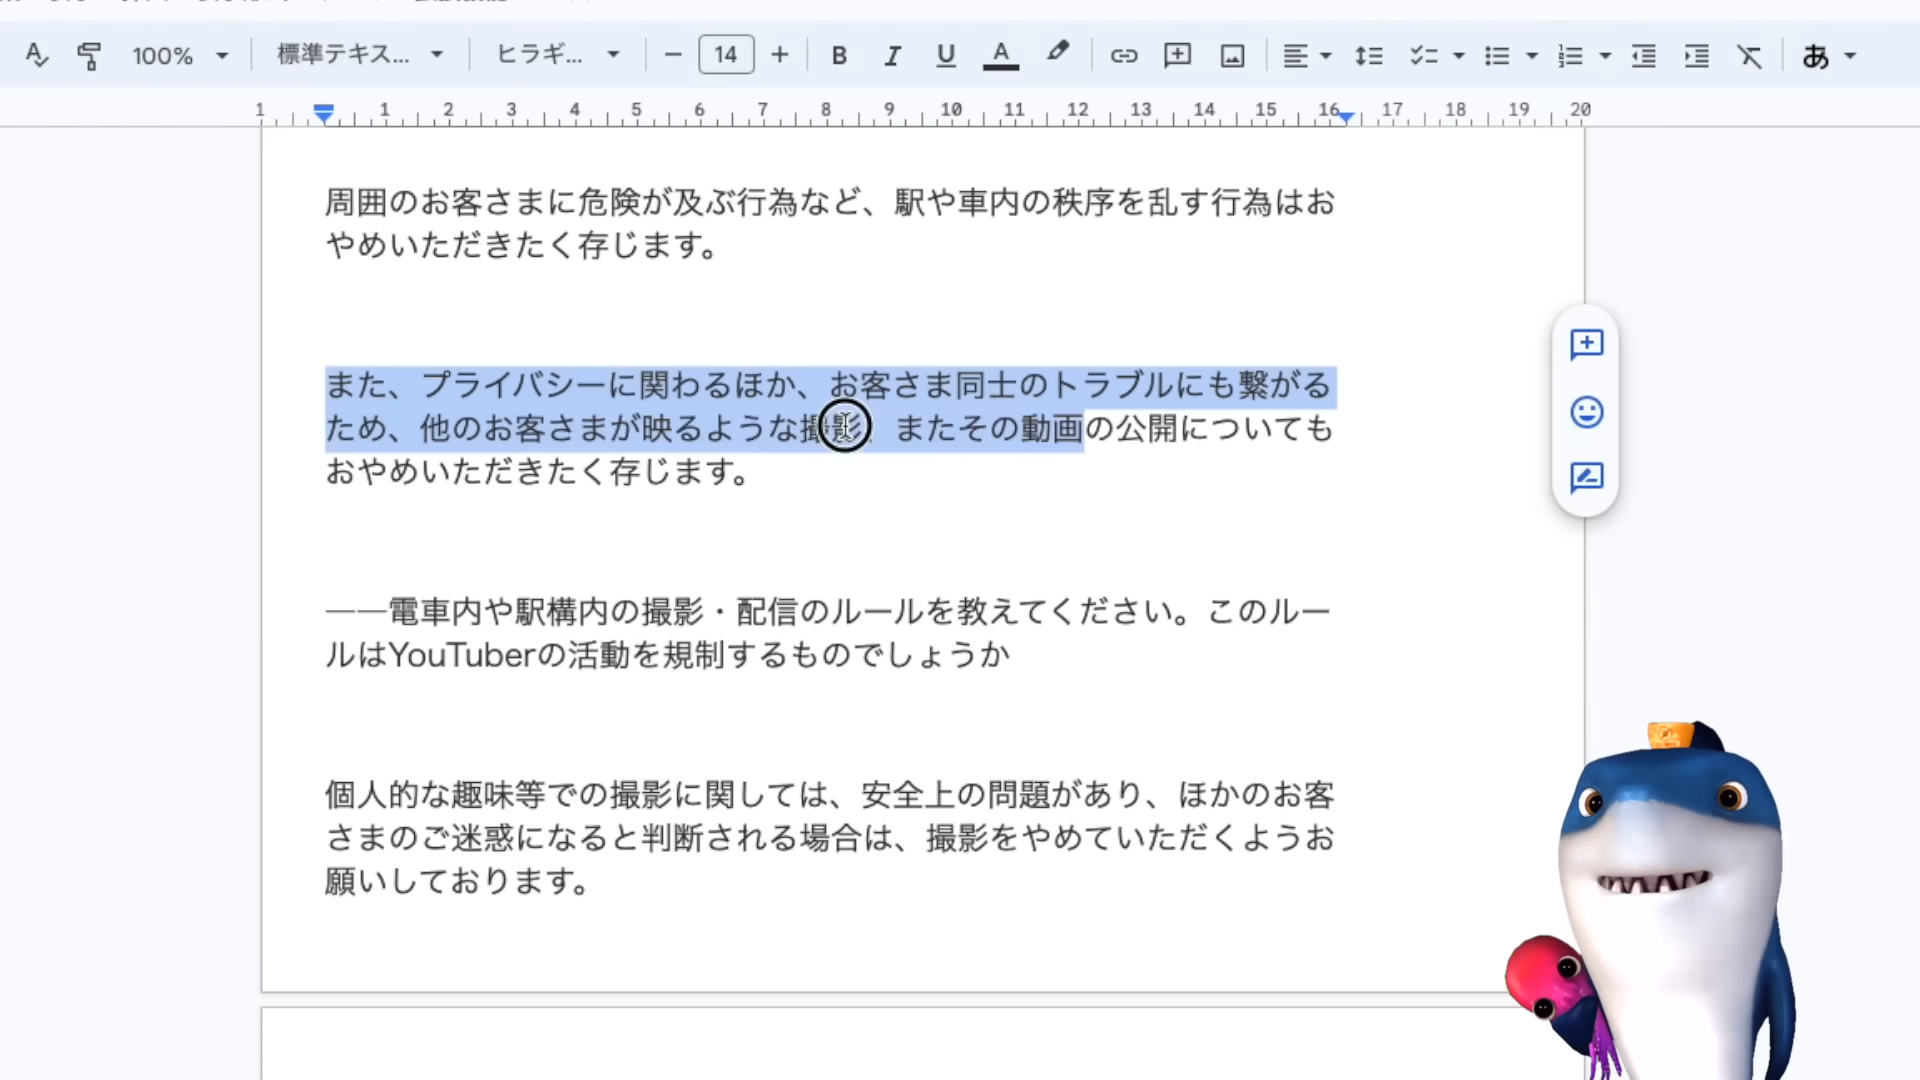 100%
標準テキス...
ヒラギ...
14
B I U A
あ
1 1 2 3 4 5 6 7 8 9 10 11 12 13 14 15 16 17 18 19 20
周囲のお客さまに危険が及ぶ行為など、駅や車内の秩序を乱す行為はお
やめいただきたく存じます。
また、プライバシーに関わるほか、お客さま同士のトラブルにも繋がる
ため、他のお客さまが映るような撮影、またその動画の公開についても
おやめいただきたく存じます。
――電車内や駅構内の撮影・配信のルールを教えてください。このルー
ルはYouTuberの活動を規制するものでしょうか
個人的な趣味等での撮影に関しては、安全上の問題があり、ほかのお客
さまのご迷惑になると判断される場合は、撮影をやめていただくようお
願いしております。